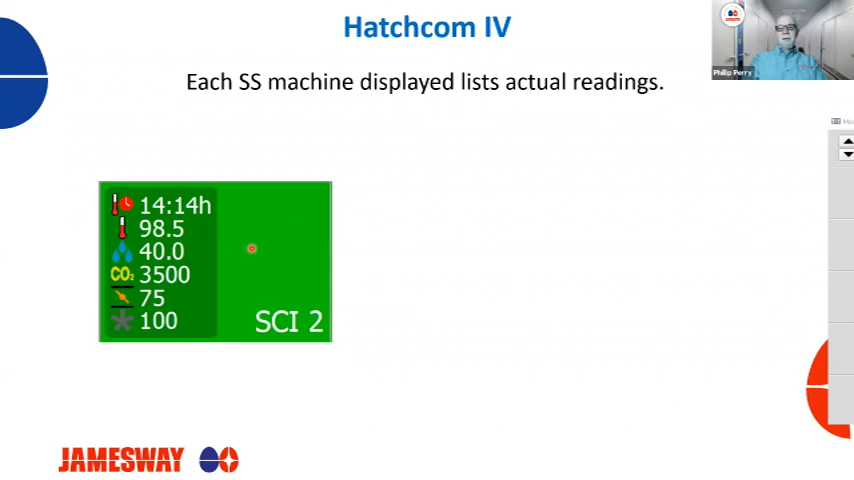 Hatchcom IV
Each SS machine displayed lists actual readings.
Phillip Perry
14:14h
98.5
40.0
CO₂ 3500
75
100
SCI 2
JAMESWAY